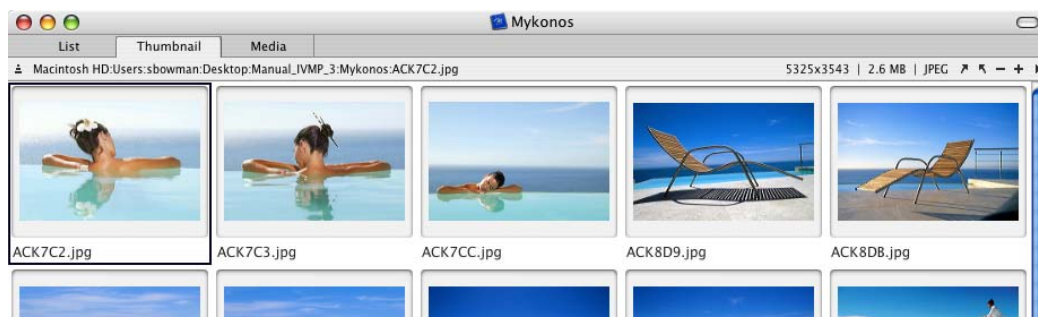 Mykonos
List Thumbnail Media
Macintosh HD:Users:sbowman:Desktop:Manual_IVMP_3:Mykonos:ACK7C2.jpg 5325x3543 | 2.6 MB | JPEG
ACK7C2.jpg ACK7C3.jpg ACK7CC.jpg ACK8D9.jpg ACK8DB.jpg